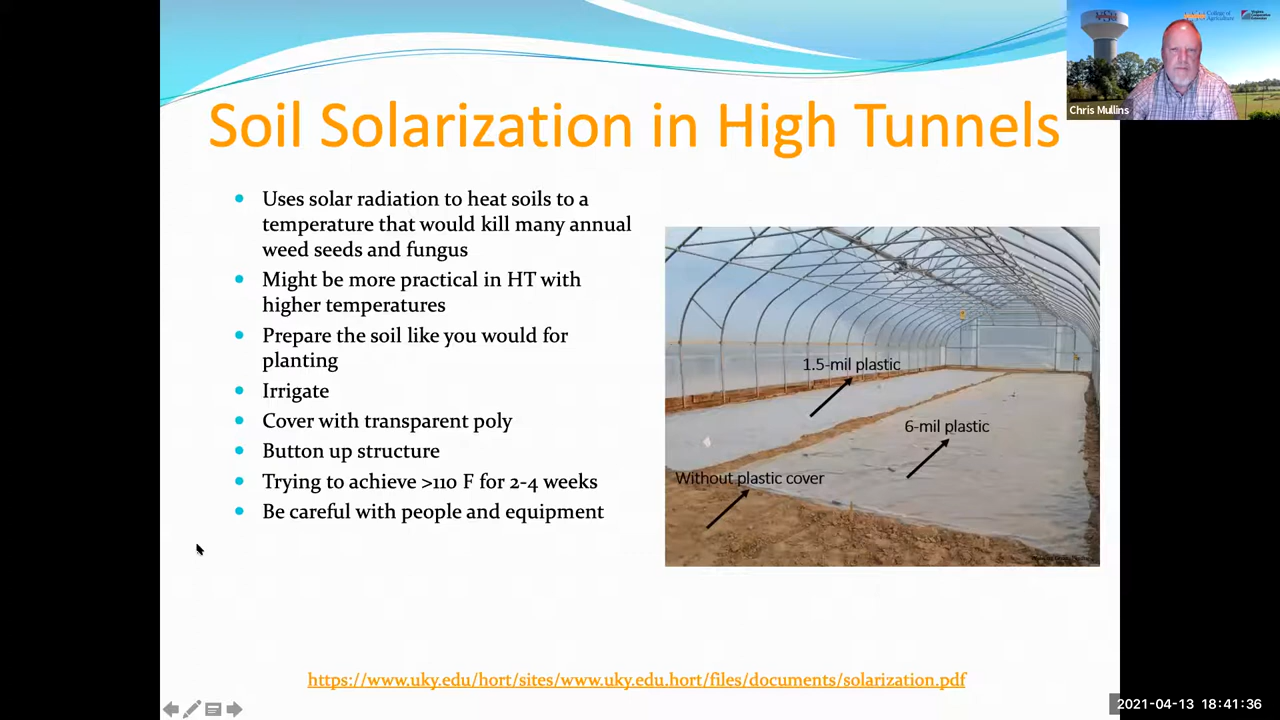 Soil Solarization in High Tunnels
Chris Mullins
Uses solar radiation to heat soils to a
temperature that would kill many annual
weed seeds and fungus
Might be more practical in HT with
higher temperatures
Prepare the soil like you would for
planting
Irrigate
Cover with transparent poly
Button up structure
Trying to achieve >110 F for 2-4 weeks
Be careful with people and equipment
1.5-mil plastic
6-mil plastic
Without plastic cover
https://www.uky.edu/hort/sites/www.uky.edu.hort/files/documents/solarization.pdf
2021-04-13 18:41:36